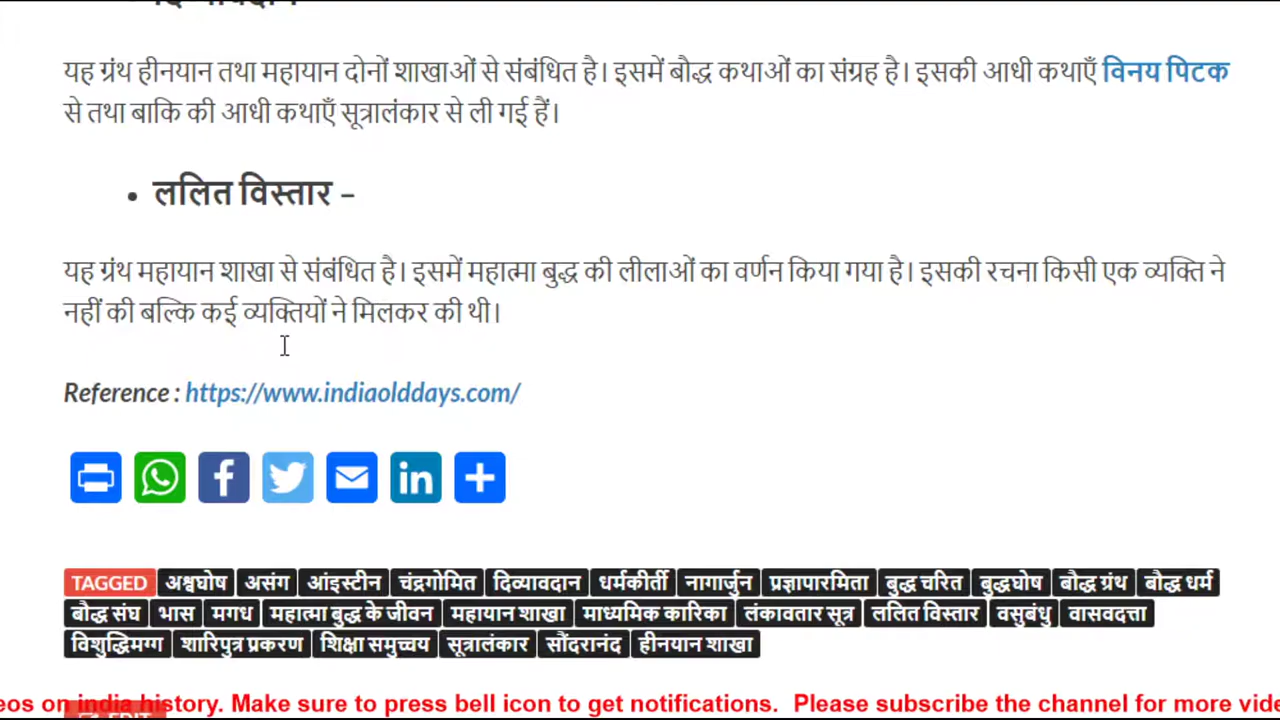 यह ग्रंथ हीनयान तथा महायान दोनों शाखाओं से संबंधित है। इसमें बौद्ध कथाओं का संग्रह है। इसकी आधी कथाएँ विनय पिटक
से तथा बाकि की आधी कथाएँ सूत्रालंकार से ली गई हैं।
• ललित विस्तार –
यह ग्रंथ महायान शाखा से संबंधित है। इसमें महात्मा बुद्ध की लीलाओं का वर्णन किया गया है। इसकी रचना किसी एक व्यक्ति ने
नहीं की बल्कि कई व्यक्तियों ने मिलकर की थी।
Reference : https://www.indiaolddays.com/
TAGGED अश्वघोष असंग आंइस्टीन चंद्रगोमित दिव्यावदान धर्मकीर्ती नागार्जुन प्रज्ञापारमिता बुद्ध चरित बुद्धघोष बौद्ध ग्रंथ बौद्ध धर्म
बौद्ध संघ भास मगध महात्मा बुद्ध के जीवन महायान शाखा माध्यमिक कारिका लंकावतार सूत्र ललित विस्तार वसुबंधु वासवदत्ता
विशुद्धिमग्ग शारिपुत्र प्रकरण शिक्षा समुच्चय सूत्रालंकार सौंदरानंद हीनयान शाखा
on india history. Make sure to press bell icon to get notifications. Please subscribe the channel for more